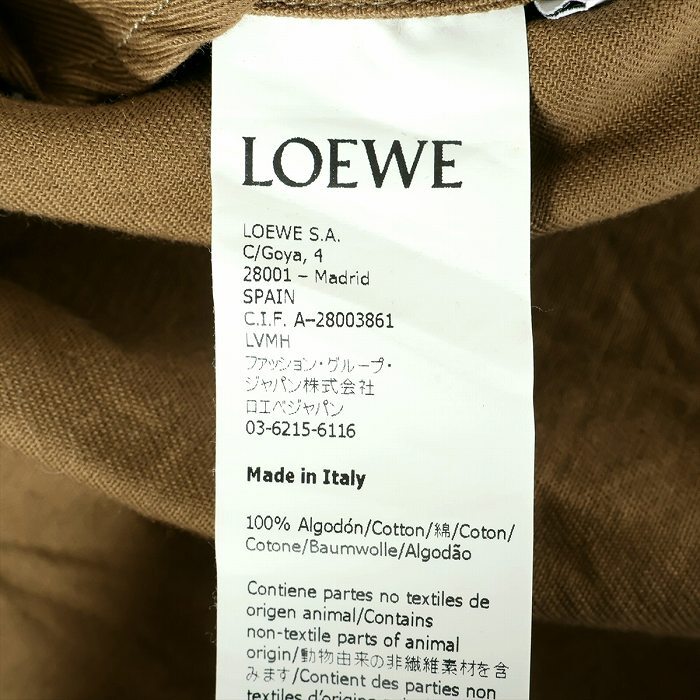 LOEWE
LOEWE S.A.
C/Goya, 4
28001 – Madrid
SPAIN
C.I.F. A–28003861
LVMH
ファッション・グループ・
ジャパン株式会社
ロエベジャパン
03-6215-6116
Made in Italy
100% Algodón/Cotton/綿/Coton/
Cotone/Baumwolle/Algodão
Contiene partes no textiles de
origen animal/Contains
non-textile parts of animal
origin/動物由来の非繊維素材を含
みます/Contient des parties non
textiles d'origine animale